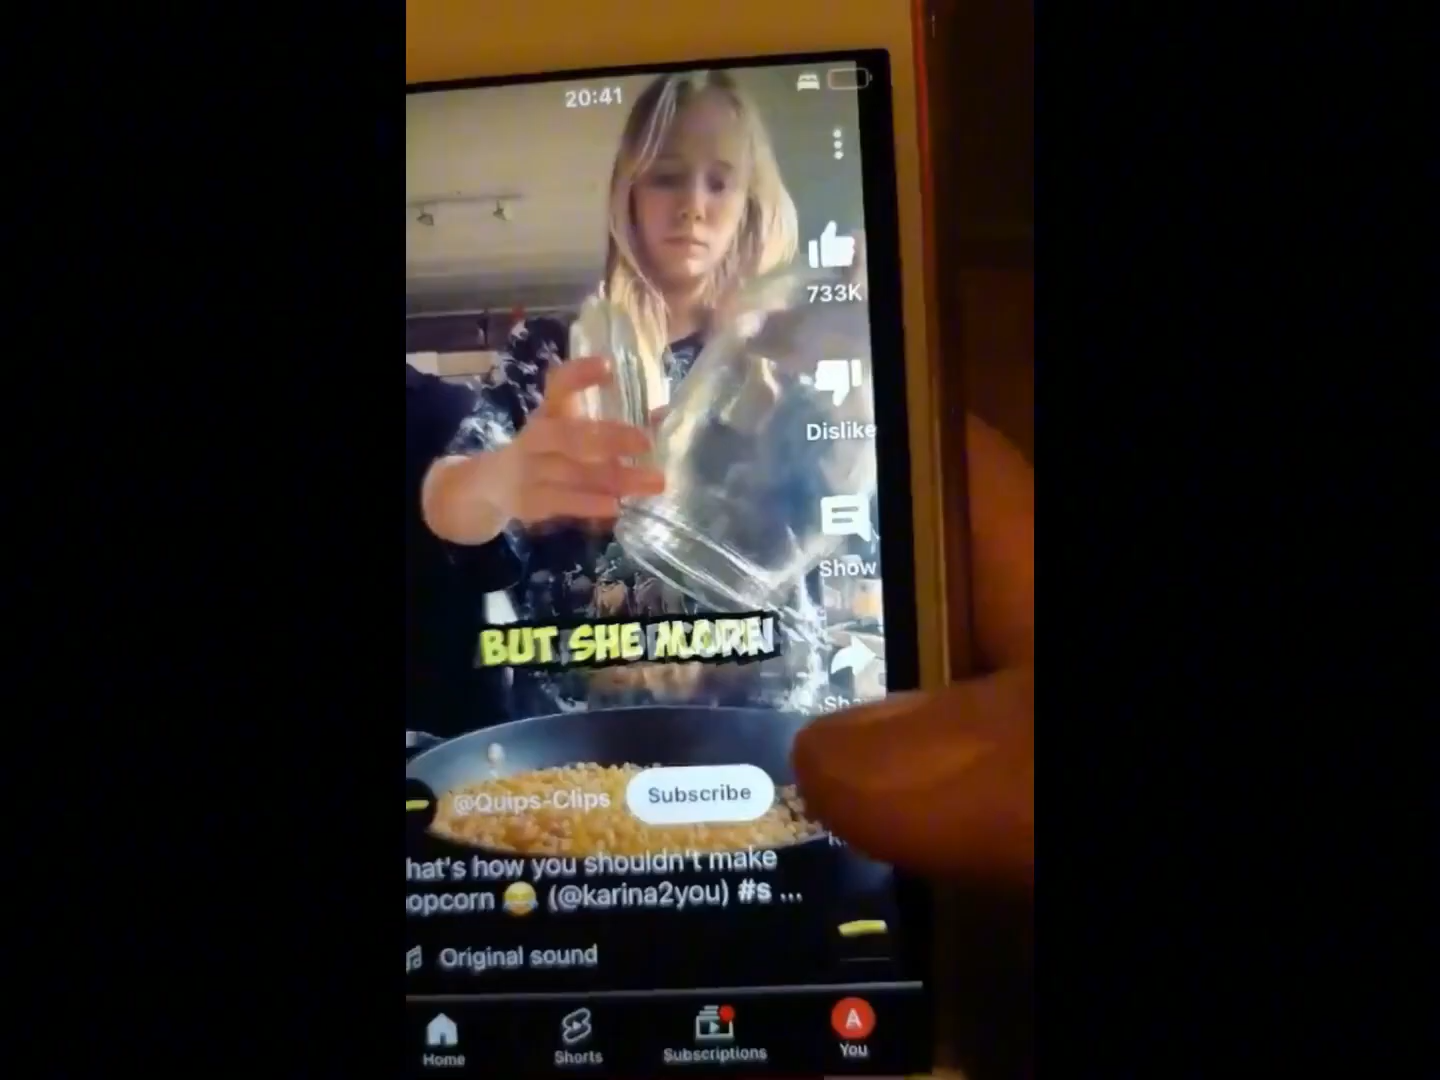 20:41
733K
Dislike
Show
BUT SHE
@Quips-Clips
Subscribe
hat's how you shouldn't make
opcorn 😂 (@karina2you) #s ...
Original sound
Home
Shorts
Subscriptions
A
You